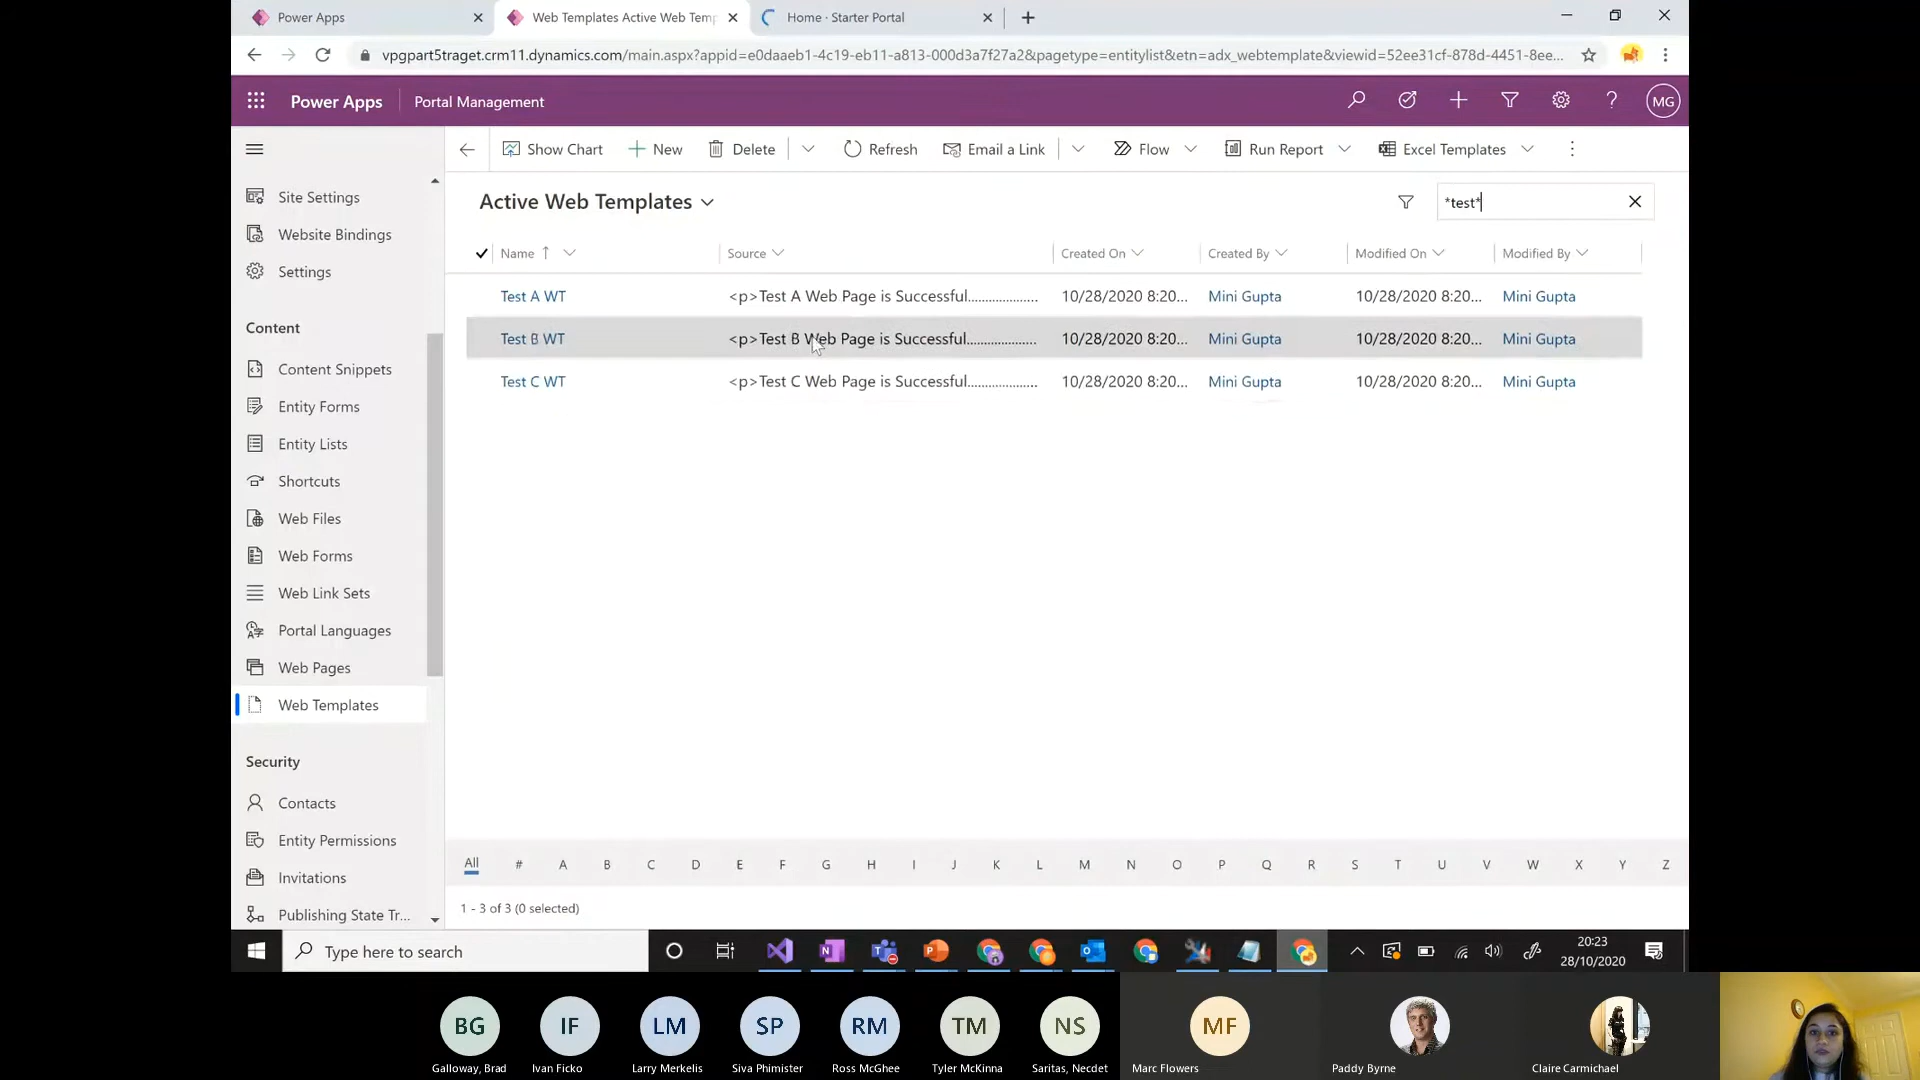 Power Apps
Web Templates Active Web Temp
Home · Starter Portal
vpgpart5traget.crm11.dynamics.com/main.aspx?appid=e0daaeb1-4c19-eb11-a813-000d3a7f27a2&pagetype=entitylist&etn=adx_webtemplate&viewid=52ee31cf-878d-4451-8ee...
Power Apps Portal Management MG
Show Chart New Delete Refresh Email a Link Flow Run Report Excel Templates
Active Web Templates *test*
Name Source Created On Created By Modified On Modified By
Test A WT <p>Test A Web Page is Successful.................... 10/28/2020 8:20... Mini Gupta 10/28/2020 8:20... Mini Gupta
Test B WT <p>Test B Web Page is Successful.................... 10/28/2020 8:20... Mini Gupta 10/28/2020 8:20... Mini Gupta
Test C WT <p>Test C Web Page is Successful.................... 10/28/2020 8:20... Mini Gupta 10/28/2020 8:20... Mini Gupta
Site Settings
Website Bindings
Settings
Content
Content Snippets
Entity Forms
Entity Lists
Shortcuts
Web Files
Web Forms
Web Link Sets
Portal Languages
Web Pages
Web Templates
Security
Contacts
Entity Permissions
Invitations
Publishing State Tr...
All # A B C D E F G H I J K L M N O P Q R S T U V W X Y Z
1 - 3 of 3 (0 selected)
Type here to search
20:23
28/10/2020
BG IF LM SP RM TM NS MF
Galloway, Brad Ivan Ficko Larry Merkelis Siva Phimister Ross McGhee Tyler McKinna Saritas, Necdet Marc Flowers Paddy Byrne Claire Carmichael